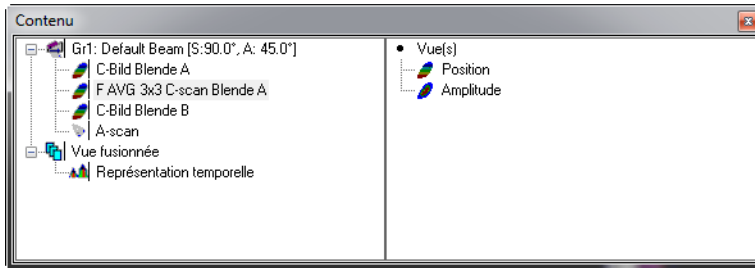 Contenu
Gr1: Default Beam [S:90.0°, A: 45.0°]
C-Bild Blende A
F AVG 3x3 C-scan Blende A
C-Bild Blende B
A-scan
Vue fusionnée
Représentation temporelle
Vue(s)
Position
Amplitude